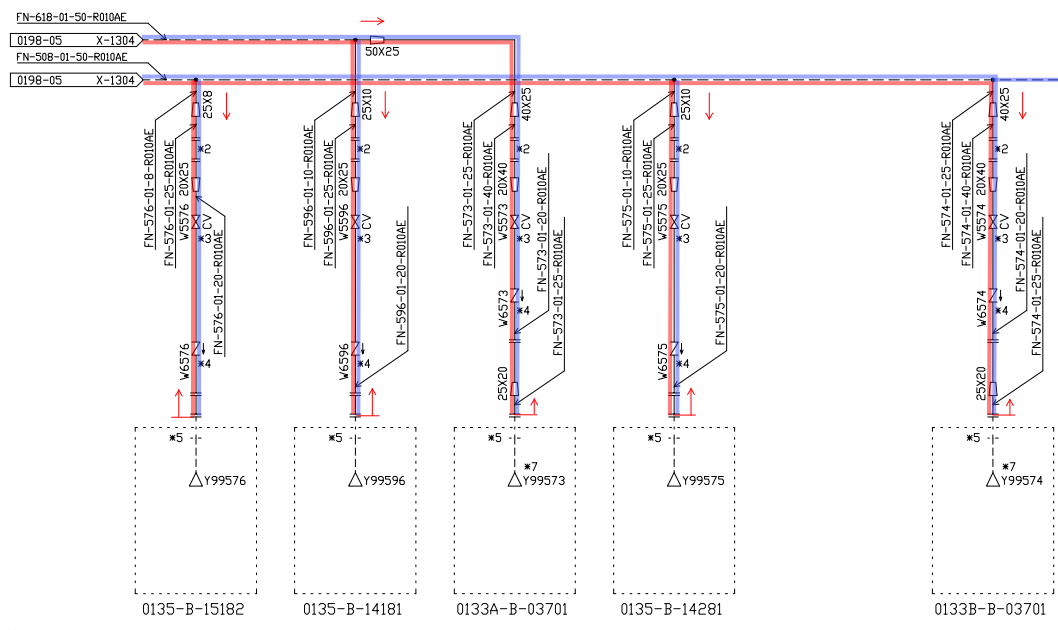 FN-618-01-50-R010AE
0198-05 X-1304
50X25
FN-508-01-50-R010AE
0198-05 X-1304
FN-576-01-8-R010AE
25X8
FN-576-01-25-R010AE
*2
W5576 20X25
CV
*3
FN-576-01-20-R010AE
W6576
*4
*5
Y99576
0135-B-15182
FN-596-01-10-R010AE
25X10
FN-596-01-25-R010AE
*2
W5596 20X25
CV
*3
FN-596-01-20-R010AE
W6596
*4
*5
Y99596
0135-B-14181
FN-573-01-25-R010AE
40X25
FN-573-01-40-R010AE
*2
W5573 20X40
CV
*3
FN-573-01-20-R010AE
FN-573-01-25-R010AE
W6573
*4
25X20
*5
*7
Y99573
0133A-B-03701
FN-575-01-10-R010AE
25X10
FN-575-01-25-R010AE
*2
W5575 20X25
CV
*3
FN-575-01-20-R010AE
W6575
*4
*5
Y99575
0135-B-14281
FN-574-01-25-R010AE
40X25
FN-574-01-40-R010AE
*2
W5574 20X40
CV
*3
FN-574-01-20-R010AE
FN-574-01-25-R010AE
W6574
*4
25X20
*5
*7
Y99574
0133B-B-03701